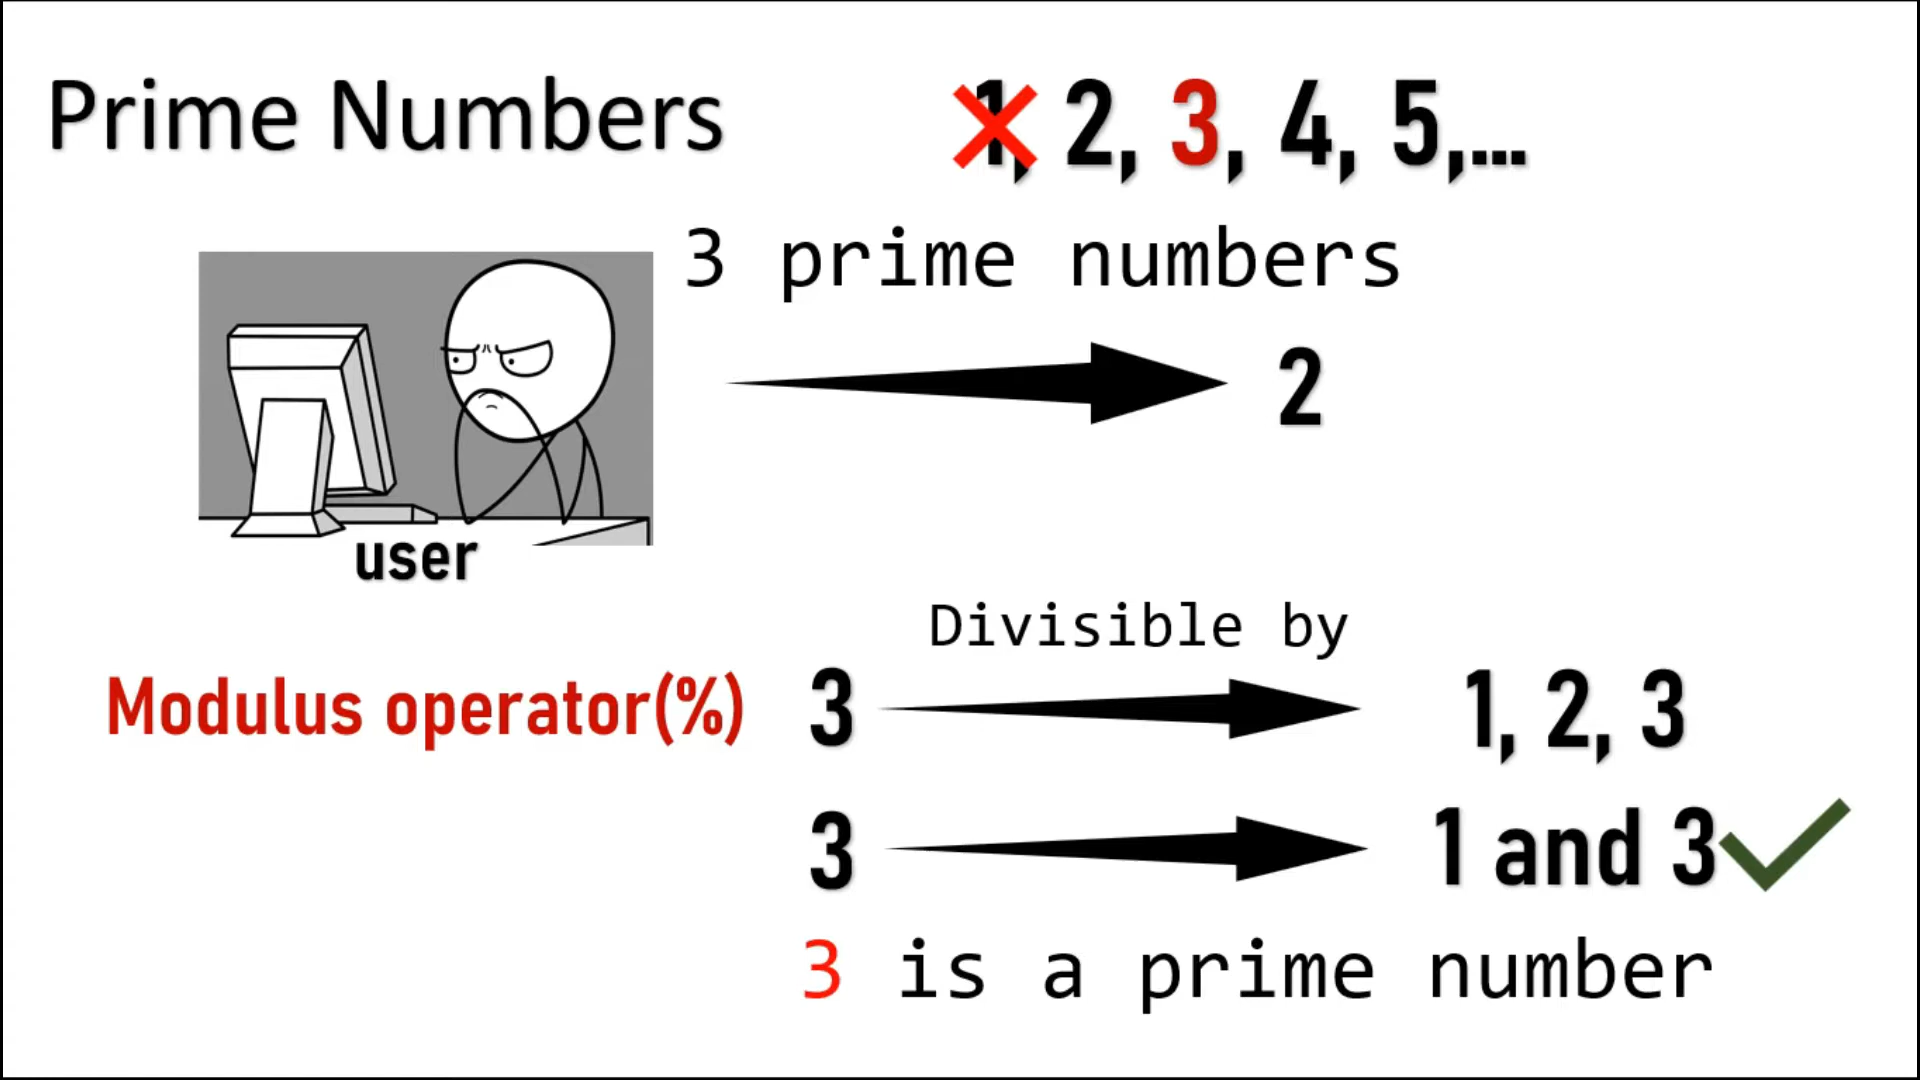 Prime Numbers
1, 2, 3, 4, 5,...
3 prime numbers
2
user
Divisible by
Modulus operator(%) 3 1, 2, 3
3 1 and 3
3 is a prime number